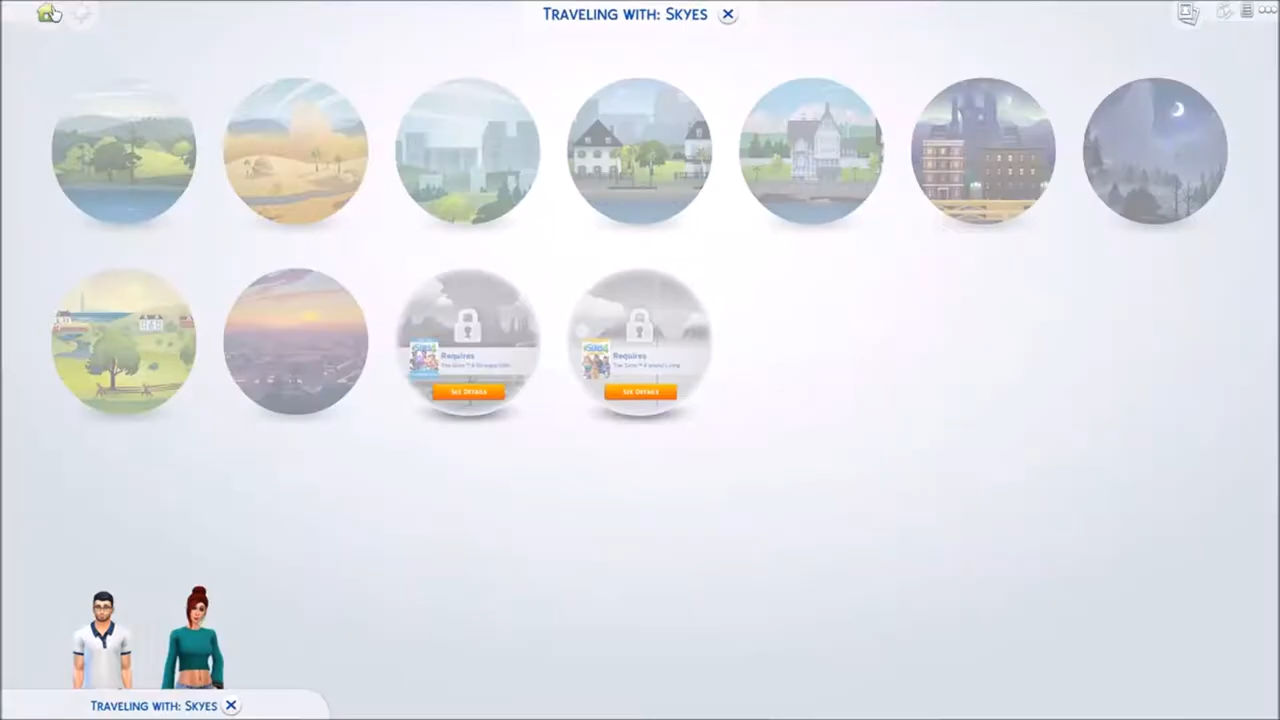 TRAVELING WITH: SKYES
Requires
SEE DETAILS
Requires
SEE DETAILS
TRAVELING WITH: SKYES